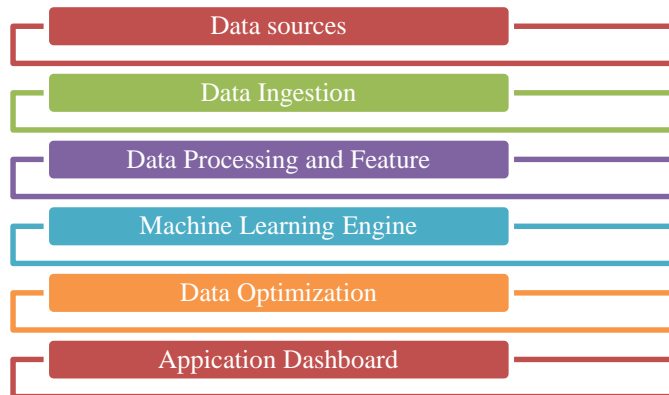 Data sources
Data Ingestion
Data Processing and Feature
Machine Learning Engine
Data Optimization
Appication Dashboard